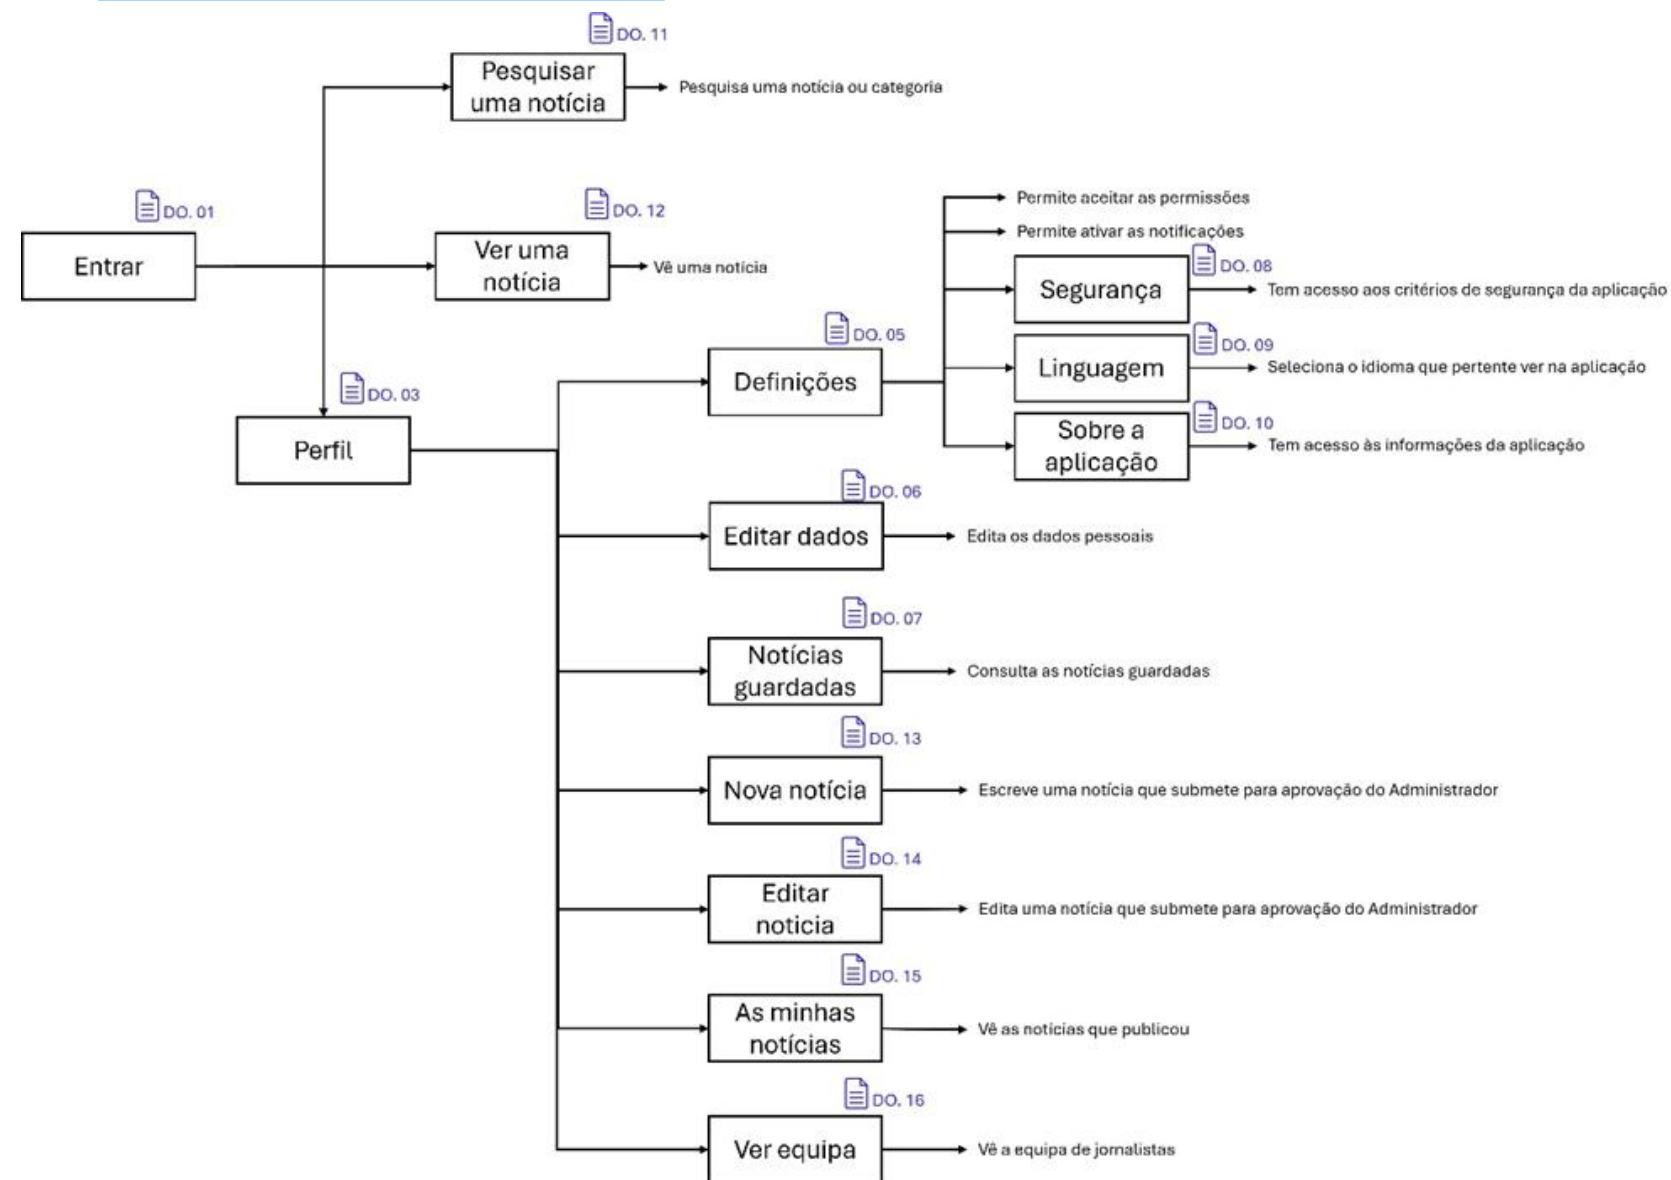 DO. 11
Pesquisar
uma notícia
Pesquisa uma notícia ou categoria
DO. 01
Entrar
DO. 12
Ver uma
notícia
Vê uma notícia
DO. 03
Perfil
DO. 05
Definições
Permite aceitar as permissões
Permite ativar as notificações
DO. 08
Segurança
Tem acesso aos critérios de segurança da aplicação
DO. 09
Linguagem
Seleciona o idioma que pertente ver na aplicação
DO. 10
Sobre a
aplicação
Tem acesso às informações da aplicação
DO. 06
Editar dados
Edita os dados pessoais
DO. 07
Notícias
guardadas
Consulta as notícias guardadas
DO. 13
Nova notícia
Escreve uma notícia que submete para aprovação do Administrador
DO. 14
Editar
noticia
Edita uma notícia que submete para aprovação do Administrador
DO. 15
As minhas
notícias
Vê as notícias que publicou
DO. 16
Ver equipa
Vê a equipa de jornalistas